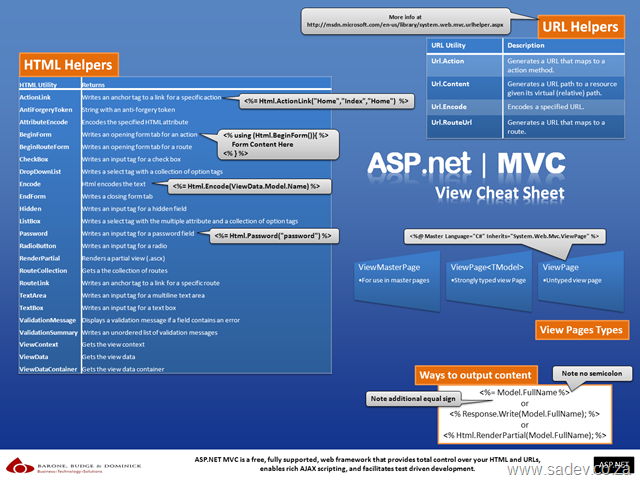 More info at
http://msdn.microsoft.com/en-us/library/system.web.mvc.urlhelper.aspx
URL Helpers
URL Utility Description
Url.Action Generates a URL that maps to a
action method.
Url.Content Generates a URL path to a resource
given its virtual (relative) path.
Url.Encode Encodes a specified URL.
Url.RouteUrl Generates a URL that maps to a
route.
HTML Helpers
HTML Utility Returns
ActionLink Writes an anchor tag to a link for a specific action
AntiForgeryToken String with an anti-forgery token
AttributeEncode Encodes the specified HTML attribute
BeginForm Writes an opening form tab for an action
BeginRouteForm Writes an opening form tab for a route
CheckBox Writes an input tag for a check box
DropDownList Writes a select tag with a collection of option tags
Encode Html encodes the text
EndForm Writes a closing form tab
Hidden Writes an input tag for a hidden field
ListBox Writes a select tag with the multiple attribute and a collection of option tags
Password Writes an input tag for a password field
RadioButton Writes an input tag for a radio
RenderPartial Renders a partial view (.ascx)
RouteCollection Gets the a collection of routes
RouteLink Writes an anchor tag to a link for a specific route
TextArea Writes an input tag for a multiline text area
TextBox Writes an input tag for a text box
ValidationMessage Displays a validation message if a field contains an error
ValidationSummary Writes an unordered list of validation messages
ViewContext Gets the view context
ViewData Gets the view data
ViewDataContainer Gets the view data container
<%= Html.ActionLink("Home","Index","Home") %>
<% using (Html.BeginForm()){ %>
Form Content Here
<% } %>
<%= Html.Encode(ViewData.Model.Name) %>
<%= Html.Password("password") %>
ASP.net | MVC
View Cheat Sheet
<%@ Master Language="C#" Inherits="System.Web.Mvc.ViewPage" %>
ViewMasterPage
•For use in master pages
ViewPage<TModel>
•Strongly typed view Page
ViewPage
•Untyped view page
View Pages Types
Ways to output content
Note no semicolon
Note additional equal sign
<%= Model.FullName %>
or
<% Response.Write(Model.FullName); %>
or
<% Html.RenderPartial(Model.FullName); %>
BARONE, BUDGE & DOMINICK
Business-Technology-Solutions
ASP.NET MVC is a free, fully supported, web framework that provides total control over your HTML and URLs,
enables rich AJAX scripting, and facilitates test driven development.
ASP.NET
www.sadev.co.za